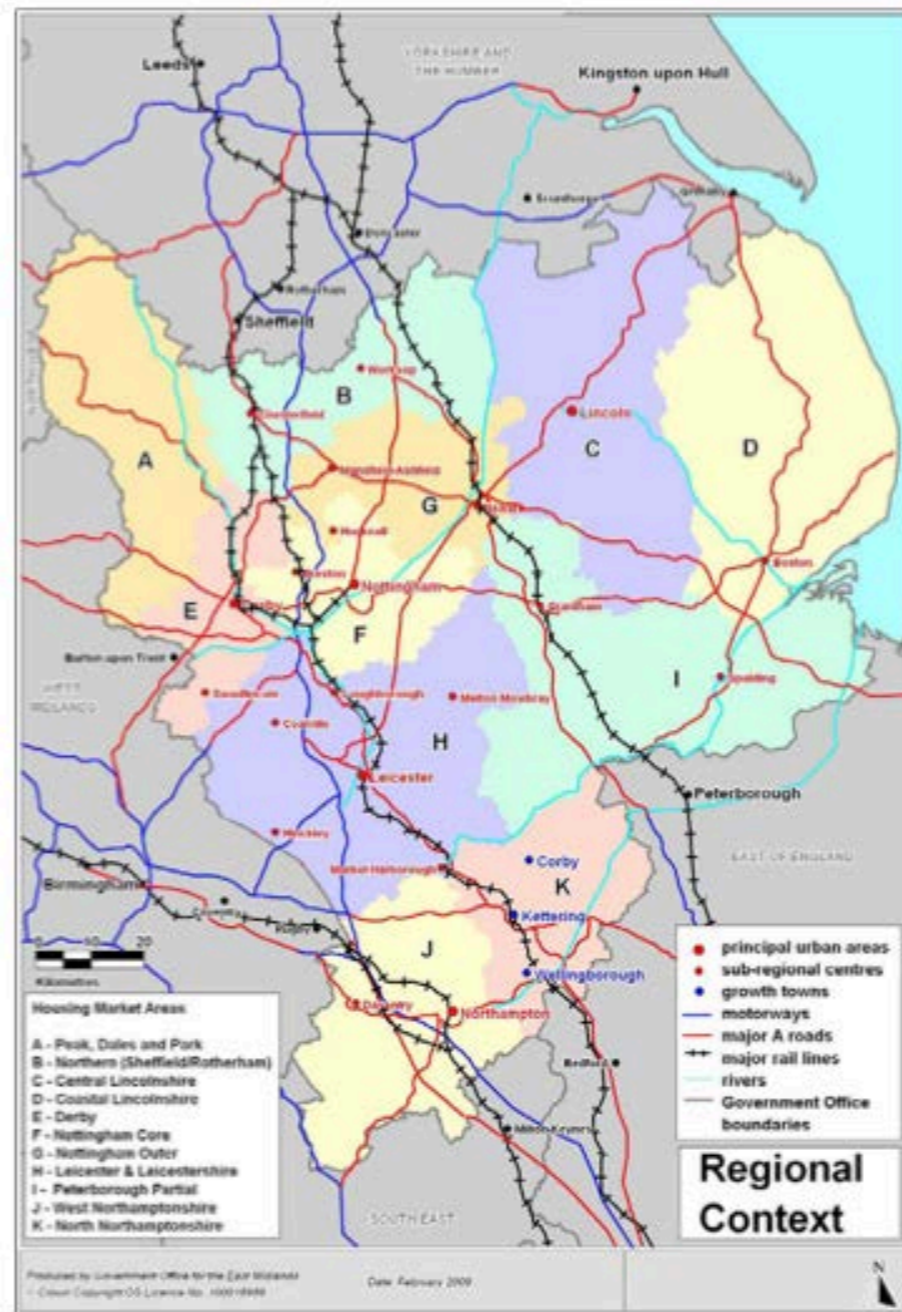 YORKSHIRE AND
THE HUMBER
Leeds
Kingston upon Hull
Scunthorpe
Grimsby
Doncaster
Rotherham
Sheffield
Worksop
B
Chesterfield
Lincoln
A
C
D
Mansfield-Ashfield
G
Newark
Hucknall
Boston
Ilkeston
Nottingham
E
Derby
Grantham
F
Burton upon Trent
I
Spalding
WEST
MIDLANDS
Swadlincote
Loughborough
Melton Mowbray
Coalville
H
Leicester
Peterborough
Hinckley
EAST OF ENGLAND
Market Harborough
Corby
Birmingham
K
Coventry
Kettering
Rugby
J
Wellingborough
0 10 20
Kilometres
Daventry
Northampton
Bedford
Milton Keynes
SOUTH EAST
Housing Market Areas
A - Peak, Dales and Park
B - Northern (Sheffield/Rotherham)
C - Central Lincolnshire
D - Coastal Lincolnshire
E - Derby
F - Nottingham Core
G - Nottingham Outer
H - Leicester & Leicestershire
I - Peterborough Partial
J - West Northamptonshire
K - North Northamptonshire
principal urban areas
sub-regional centres
growth towns
motorways
major A roads
major rail lines
rivers
Government Office
boundaries
Regional
Context
Produced by Government Office for the East Midlands
© Crown Copyright OS Licence No.
Date: February 2009
N